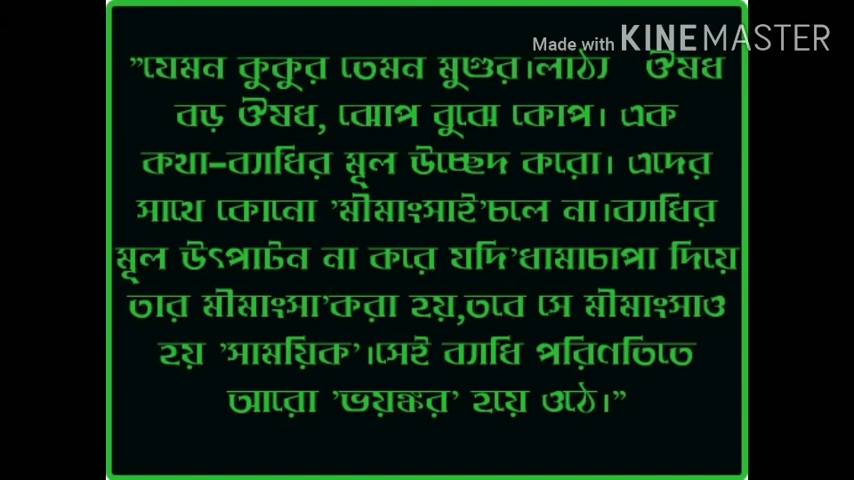 Made with KINEMASTER
”যেমন কুকুর তেমন মুগুর।লাঠ্য ঔষধ
বড় ঔষধ, ঝোপ বুঝে কোপ। এক
কথা-ব্যাধির মূল উচ্ছেদ করো। এদের
সাথে কোনো ’মীমাংসাই’চলে না।ব্যাধির
মূল উৎপাটন না করে যদি’ধামাচাপা দিয়ে
তার মীমাংসা’করা হয়,তবে সে মীমাংসাও
হয় ’সাময়িক’।সেই ব্যাধি পরিণতিতে
আরো ’ভয়ঙ্কর’ হয়ে ওঠে।”